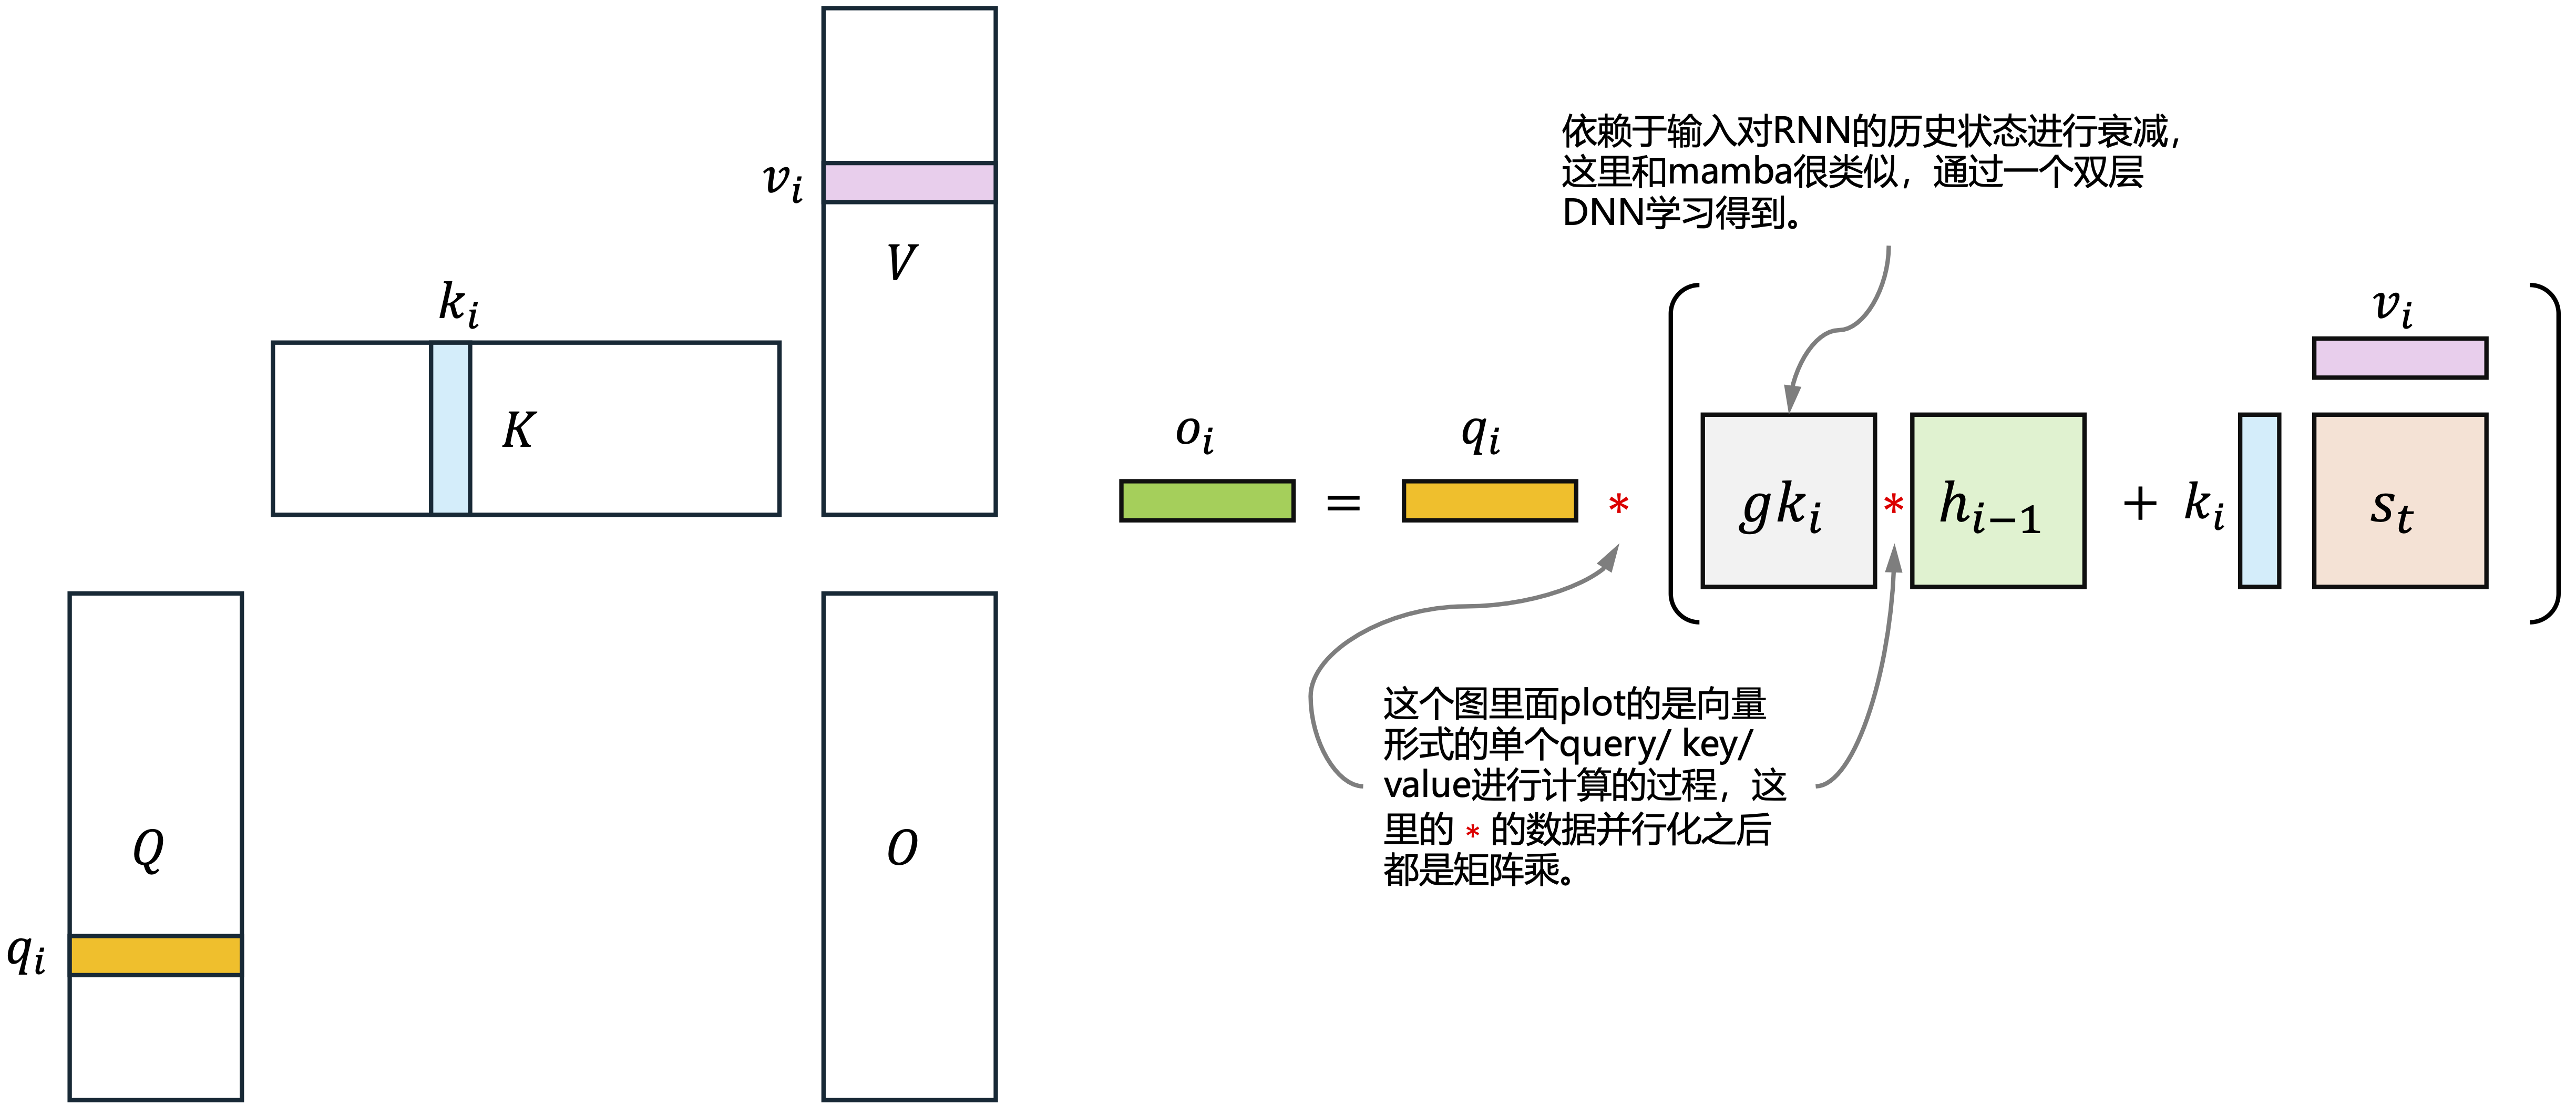 v_i
V
k_i
K
Q
q_i
O
依赖于输入对RNN的历史状态进行衰减，
这里和mamba很类似，通过一个双层
DNN学习得到。
o_i = q_i * ( gk_i * h_{i-1} + k_i v_i s_t )
这个图里面plot的是向量
形式的单个query/ key/
value进行计算的过程，这
里的 * 的数据并行化之后
都是矩阵乘。